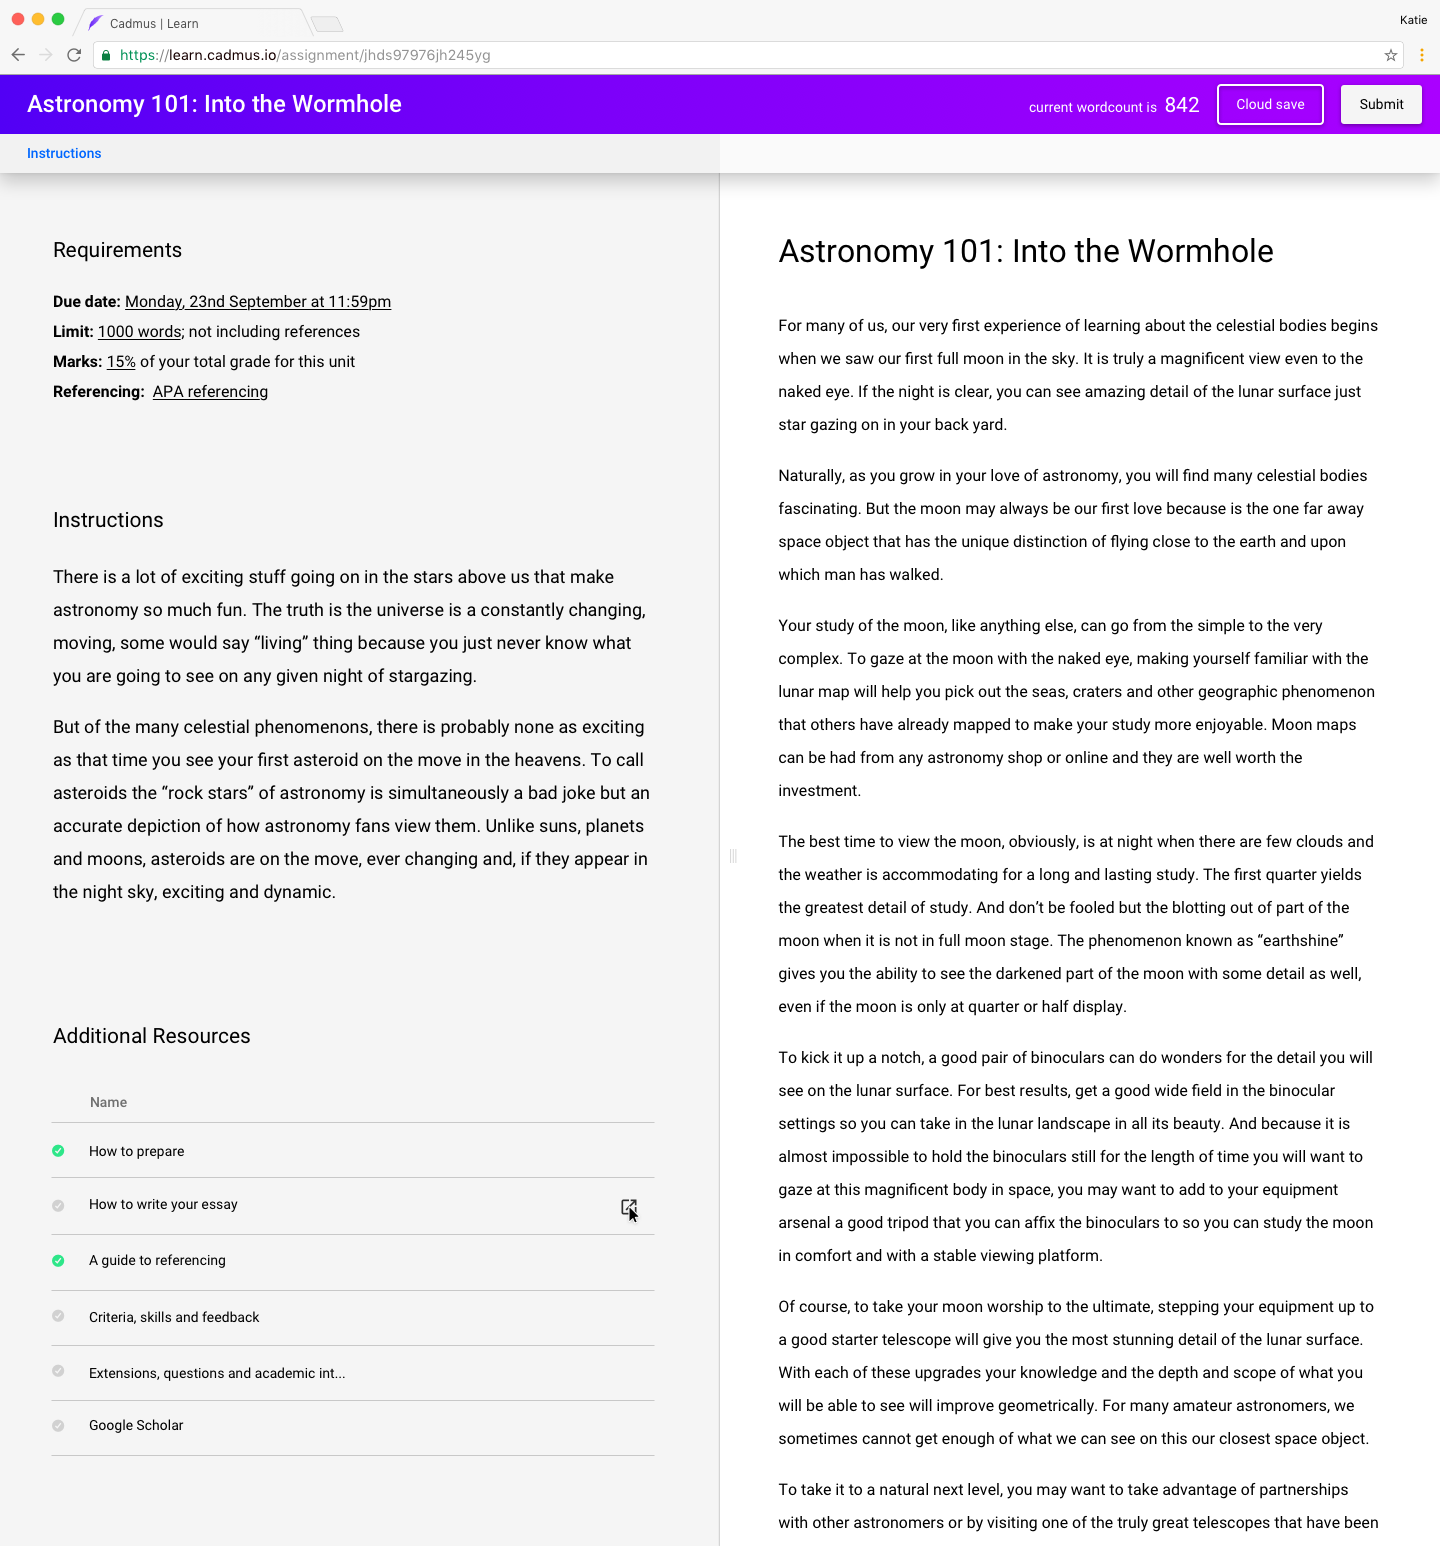 Cadmus | Learn
Katie
https://learn.cadmus.io/assignment/jhds97976jh245yg
Astronomy 101: Into the Wormhole
current wordcount is 842
Cloud save
Submit
Instructions
Requirements
Due date: Monday, 23nd September at 11:59pm
Limit: 1000 words; not including references
Marks: 15% of your total grade for this unit
Referencing: APA referencing
Instructions
There is a lot of exciting stuff going on in the stars above us that make
astronomy so much fun. The truth is the universe is a constantly changing,
moving, some would say “living” thing because you just never know what
you are going to see on any given night of stargazing.
But of the many celestial phenomenons, there is probably none as exciting
as that time you see your first asteroid on the move in the heavens. To call
asteroids the “rock stars” of astronomy is simultaneously a bad joke but an
accurate depiction of how astronomy fans view them. Unlike suns, planets
and moons, asteroids are on the move, ever changing and, if they appear in
the night sky, exciting and dynamic.
Additional Resources
Name
How to prepare
How to write your essay
A guide to referencing
Criteria, skills and feedback
Extensions, questions and academic int...
Google Scholar
Astronomy 101: Into the Wormhole
For many of us, our very first experience of learning about the celestial bodies begins
when we saw our first full moon in the sky. It is truly a magnificent view even to the
naked eye. If the night is clear, you can see amazing detail of the lunar surface just
star gazing on in your back yard.
Naturally, as you grow in your love of astronomy, you will find many celestial bodies
fascinating. But the moon may always be our first love because is the one far away
space object that has the unique distinction of flying close to the earth and upon
which man has walked.
Your study of the moon, like anything else, can go from the simple to the very
complex. To gaze at the moon with the naked eye, making yourself familiar with the
lunar map will help you pick out the seas, craters and other geographic phenomenon
that others have already mapped to make your study more enjoyable. Moon maps
can be had from any astronomy shop or online and they are well worth the
investment.
The best time to view the moon, obviously, is at night when there are few clouds and
the weather is accommodating for a long and lasting study. The first quarter yields
the greatest detail of study. And don’t be fooled but the blotting out of part of the
moon when it is not in full moon stage. The phenomenon known as “earthshine”
gives you the ability to see the darkened part of the moon with some detail as well,
even if the moon is only at quarter or half display.
To kick it up a notch, a good pair of binoculars can do wonders for the detail you will
see on the lunar surface. For best results, get a good wide field in the binocular
settings so you can take in the lunar landscape in all its beauty. And because it is
almost impossible to hold the binoculars still for the length of time you will want to
gaze at this magnificent body in space, you may want to add to your equipment
arsenal a good tripod that you can affix the binoculars to so you can study the moon
in comfort and with a stable viewing platform.
Of course, to take your moon worship to the ultimate, stepping your equipment up to
a good starter telescope will give you the most stunning detail of the lunar surface.
With each of these upgrades your knowledge and the depth and scope of what you
will be able to see will improve geometrically. For many amateur astronomers, we
sometimes cannot get enough of what we can see on this our closest space object.
To take it to a natural next level, you may want to take advantage of partnerships
with other astronomers or by visiting one of the truly great telescopes that have been